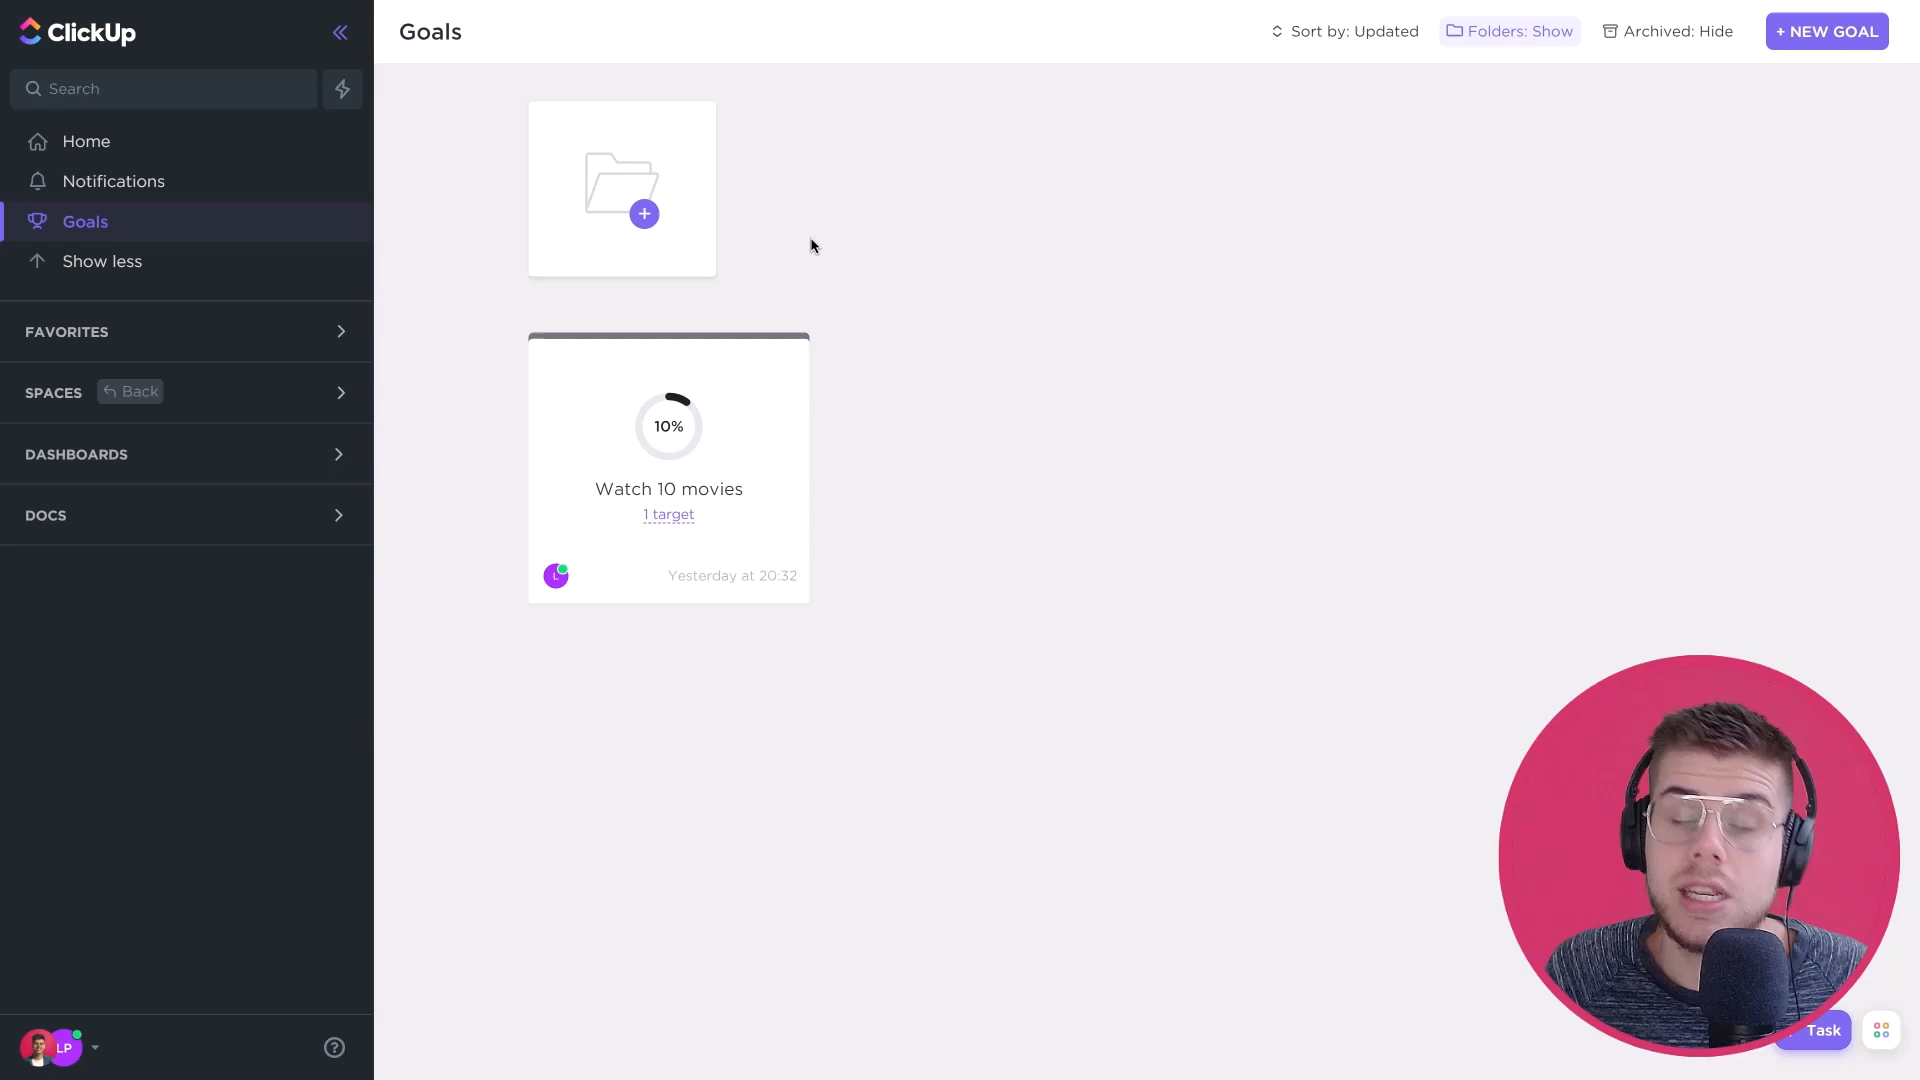 ClickUp
Search
Home
Notifications
Goals
Show less
FAVORITES
SPACES Back
DASHBOARDS
DOCS
LP
Goals
Sort by: Updated Folders: Show Archived: Hide + NEW GOAL
10%
Watch 10 movies
1 target
L Yesterday at 20:32
Task